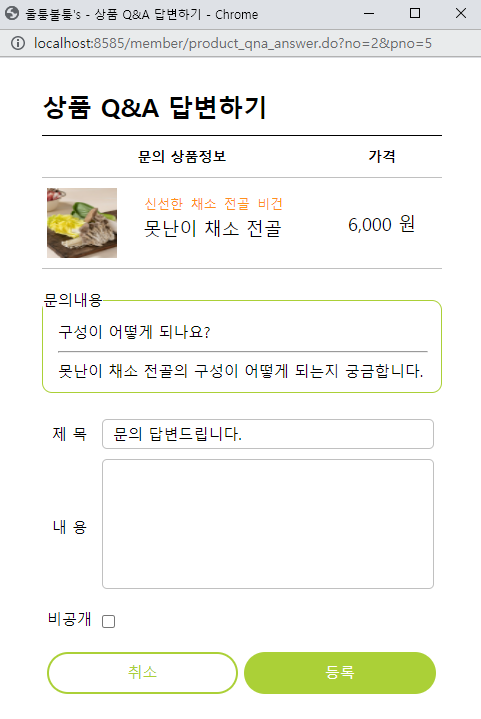 울퉁불퉁's - 상품 Q&A 답변하기 - Chrome
localhost:8585/member/product_qna_answer.do?no=2&pno=5
상품 Q&A 답변하기
문의 상품정보 가격
신선한 채소 전골 비건
못난이 채소 전골
6,000 원
문의내용
구성이 어떻게 되나요?
못난이 채소 전골의 구성이 어떻게 되는지 궁금합니다.
제 목 문의 답변드립니다.
내 용
비공개
취소 등록